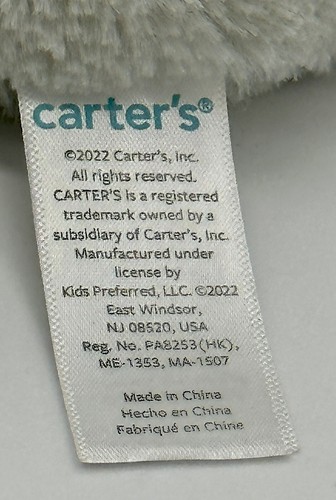 carter's®
©2022 Carter's, Inc.
All rights reserved.
CARTER'S is a registered
trademark owned by a
subsidiary of Carter's, Inc.
Manufactured under
license by
Kids Preferred, LLC. ©2022
East Windsor,
NJ 08520, USA
Reg. No. PA8253(HK),
ME-1353, MA-1507
Made in China
Hecho en China
Fabriqué en Chine